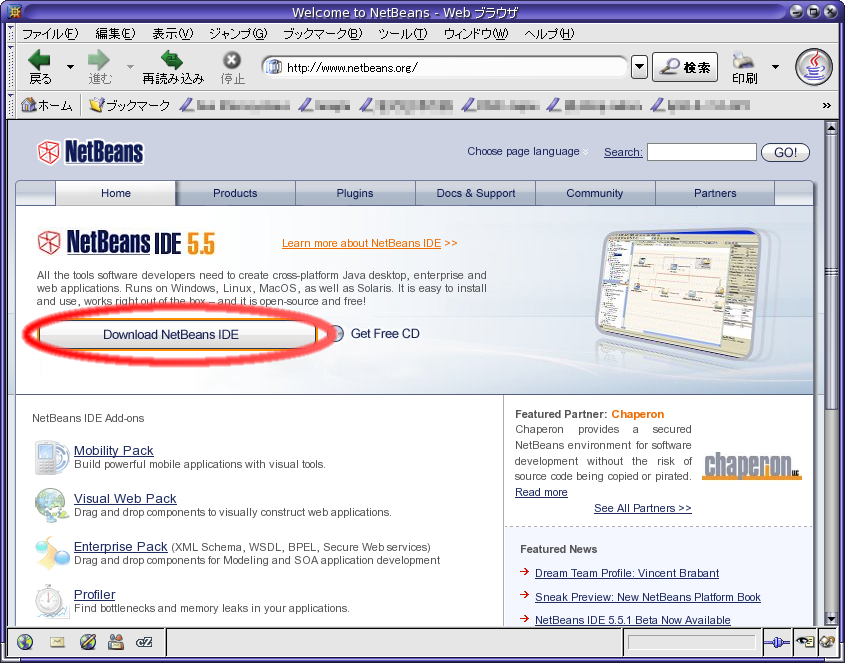 Welcome to NetBeans - Web ブラウザ
ファイル(F) 編集(E) 表示(V) ジャンプ(G) ブックマーク(B) ツール(T) ウィンドウ(W) ヘルプ(H)
戻る 進む 再読み込み 停止 http://www.netbeans.org/ 検索 印刷
ホーム ブックマーク
NetBeans Choose page language Search: GO!
Home Products Plugins Docs & Support Community Partners
NetBeans IDE 5.5 Learn more about NetBeans IDE >>
All the tools software developers need to create cross-platform Java desktop, enterprise and
web applications. Runs on Windows, Linux, MacOS, as well as Solaris. It is easy to install
and use, works right out of the box – and it is open-source and free!
Download NetBeans IDE Get Free CD
NetBeans IDE Add-ons
Mobility Pack
Build powerful mobile applications with visual tools.
Visual Web Pack
Drag and drop components to visually construct web applications.
Enterprise Pack (XML Schema, WSDL, BPEL, Secure Web services)
Drag and drop components for Modeling and SOA application development
Profiler
Find bottlenecks and memory leaks in your applications.
Featured Partner: Chaperon
Chaperon provides a secured
NetBeans environment for software
development without the risk of
source code being copied or pirated.
Read more
chaperon LLC
See All Partners >>
Featured News
Dream Team Profile: Vincent Brabant
Sneak Preview: New NetBeans Platform Book
NetBeans IDE 5.5.1 Beta Now Available